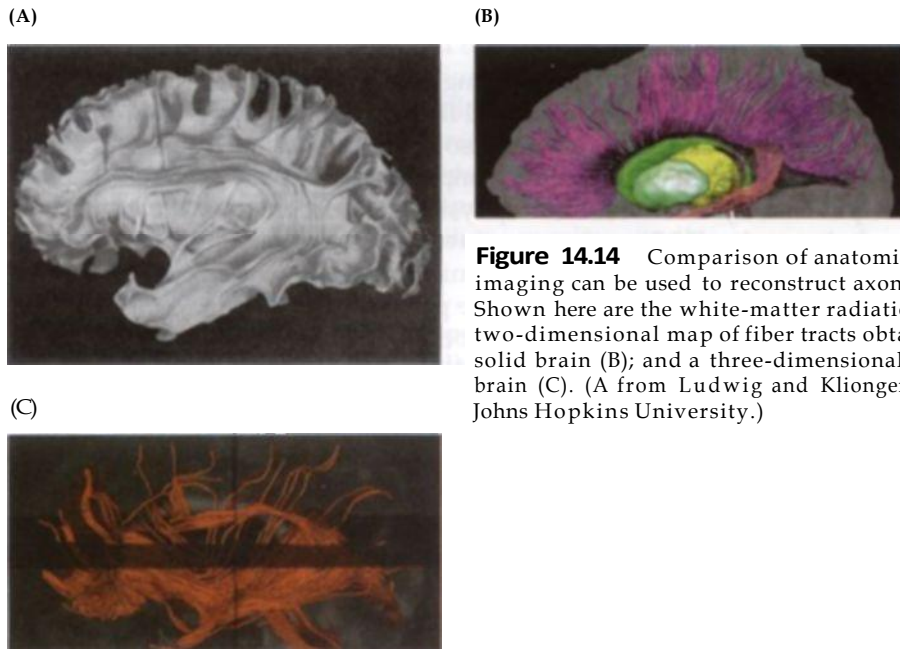 (A)
(B)
Figure 14.14 Comparison of anatomi
imaging can be used to reconstruct axon
Shown here are the white-matter radiatio
two-dimensional map of fiber tracts obta
solid brain (B); and a three-dimensional
brain (C). (A from Ludwig and Klionger
Johns Hopkins University.)
(C)